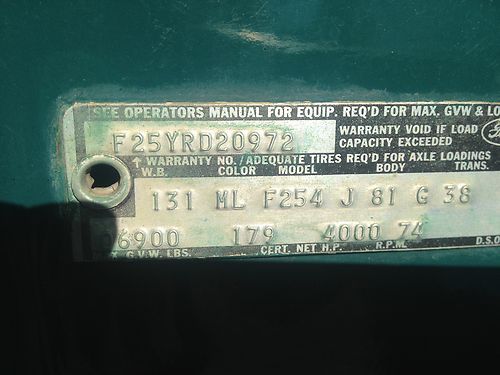 SEE OPERATORS MANUAL FOR EQUIP. REQ'D FOR MAX. GVW & LO
F25YRD20972
WARRANTY VOID IF LOAD
CAPACITY EXCEEDED
↑ WARRANTY NO. / ADEQUATE TIRES REQ'D FOR AXLE LOADINGS
W.B. COLOR MODEL BODY TRANS.
131 ML F254 J 81 G 38
06900 179 4000 74
G.V.W. LBS. CERT. NET H.P. R.P.M. D.S.O